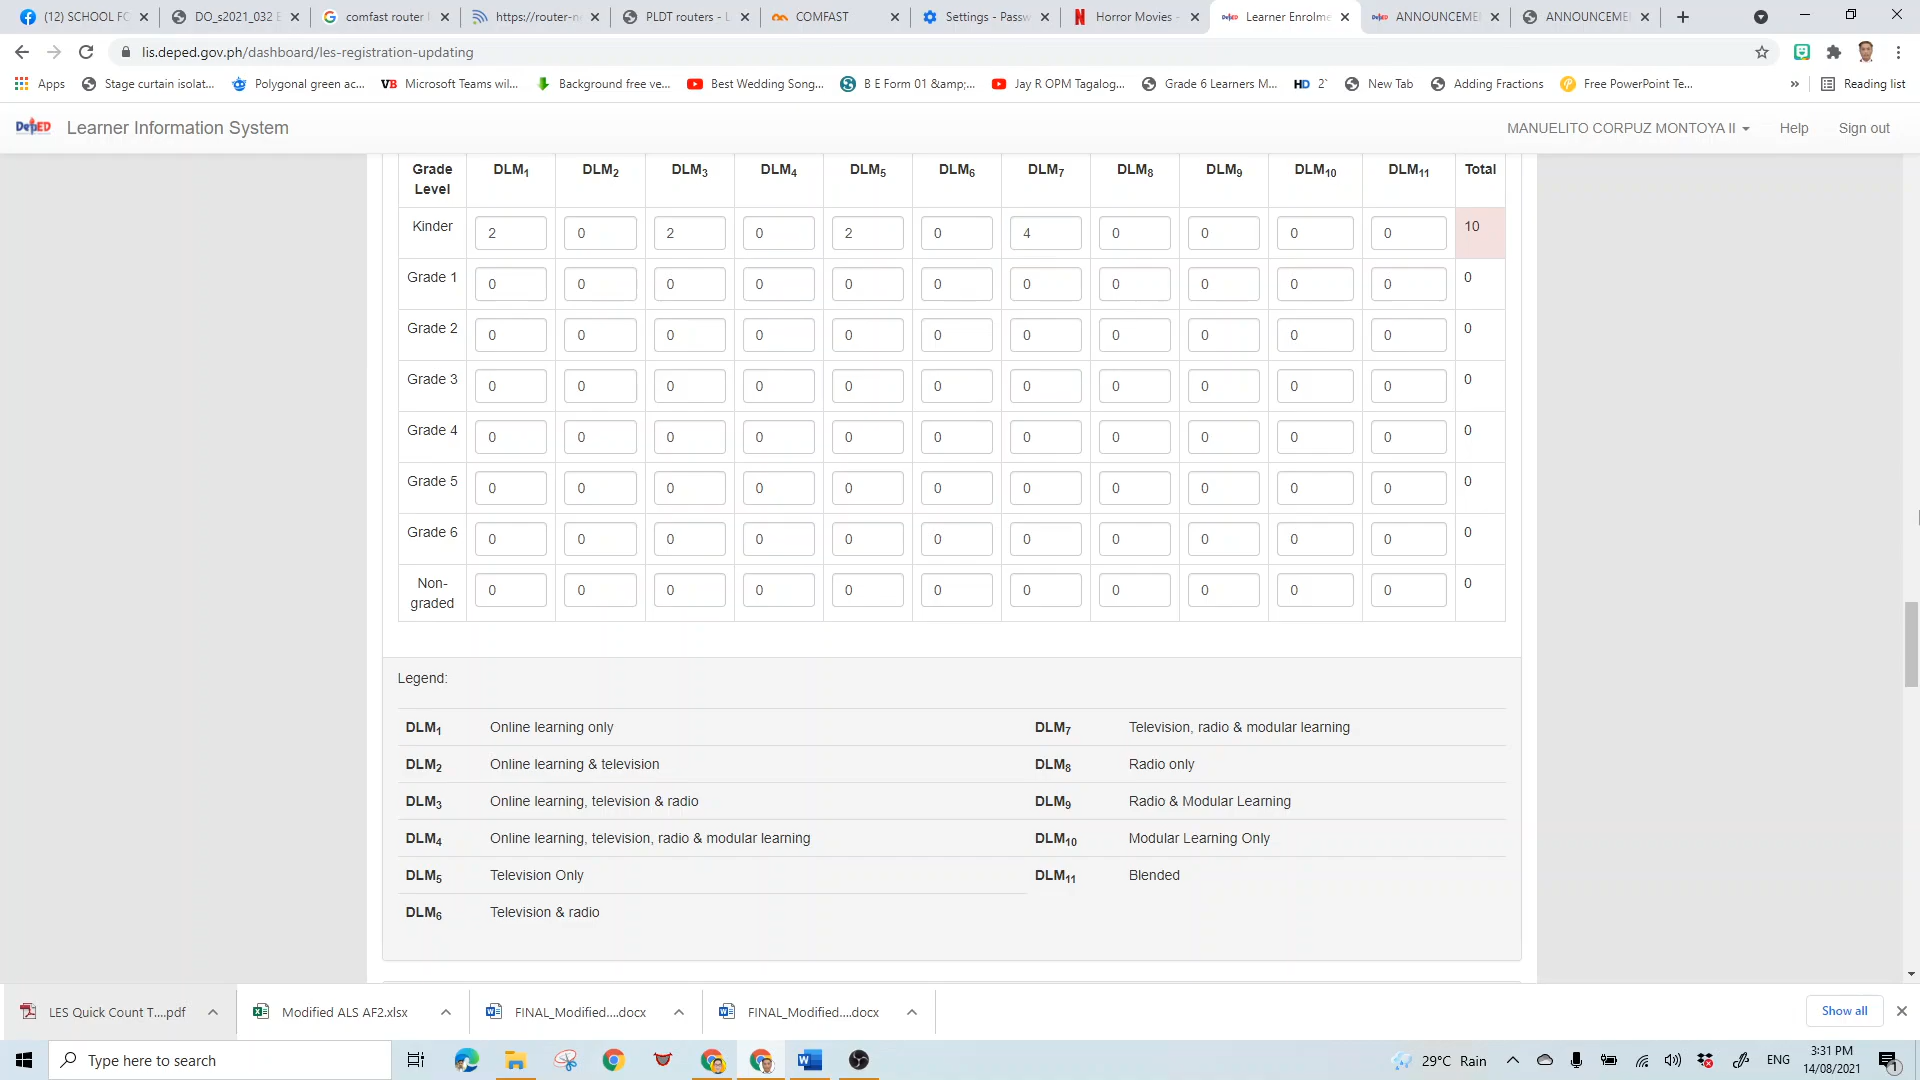 (12) SCHOOL FO
DO_s2021_032 E
comfast router
https://router-n
PLDT routers - L
COMFAST
Settings - Passw
Horror Movies -
Learner Enrolme
ANNOUNCEME
ANNOUNCEME
lis.deped.gov.ph/dashboard/les-registration-updating
Apps
Stage curtain isolat...
Polygonal green ac...
VB Microsoft Teams wil...
Background free ve...
Best Wedding Song...
B E Form 01 &amp;...
Jay R OPM Tagalog...
Grade 6 Learners M...
HD 2`
New Tab
Adding Fractions
Free PowerPoint Te...
»
Reading list
DepED Learner Information System
MANUELITO CORPUZ MONTOYA II
Help
Sign out
Grade Level DLM1 DLM2 DLM3 DLM4 DLM5 DLM6 DLM7 DLM8 DLM9 DLM10 DLM11 Total
Kinder 2 0 2 0 2 0 4 0 0 0 0 10
Grade 1 0 0 0 0 0 0 0 0 0 0 0 0
Grade 2 0 0 0 0 0 0 0 0 0 0 0 0
Grade 3 0 0 0 0 0 0 0 0 0 0 0 0
Grade 4 0 0 0 0 0 0 0 0 0 0 0 0
Grade 5 0 0 0 0 0 0 0 0 0 0 0 0
Grade 6 0 0 0 0 0 0 0 0 0 0 0 0
Non-graded 0 0 0 0 0 0 0 0 0 0 0 0
Legend:
DLM1 Online learning only
DLM2 Online learning & television
DLM3 Online learning, television & radio
DLM4 Online learning, television, radio & modular learning
DLM5 Television Only
DLM6 Television & radio
DLM7 Television, radio & modular learning
DLM8 Radio only
DLM9 Radio & Modular Learning
DLM10 Modular Learning Only
DLM11 Blended
LES Quick Count T....pdf
Modified ALS AF2.xlsx
FINAL_Modified....docx
FINAL_Modified....docx
Show all
Type here to search
29°C Rain
ENG
3:31 PM
14/08/2021
1